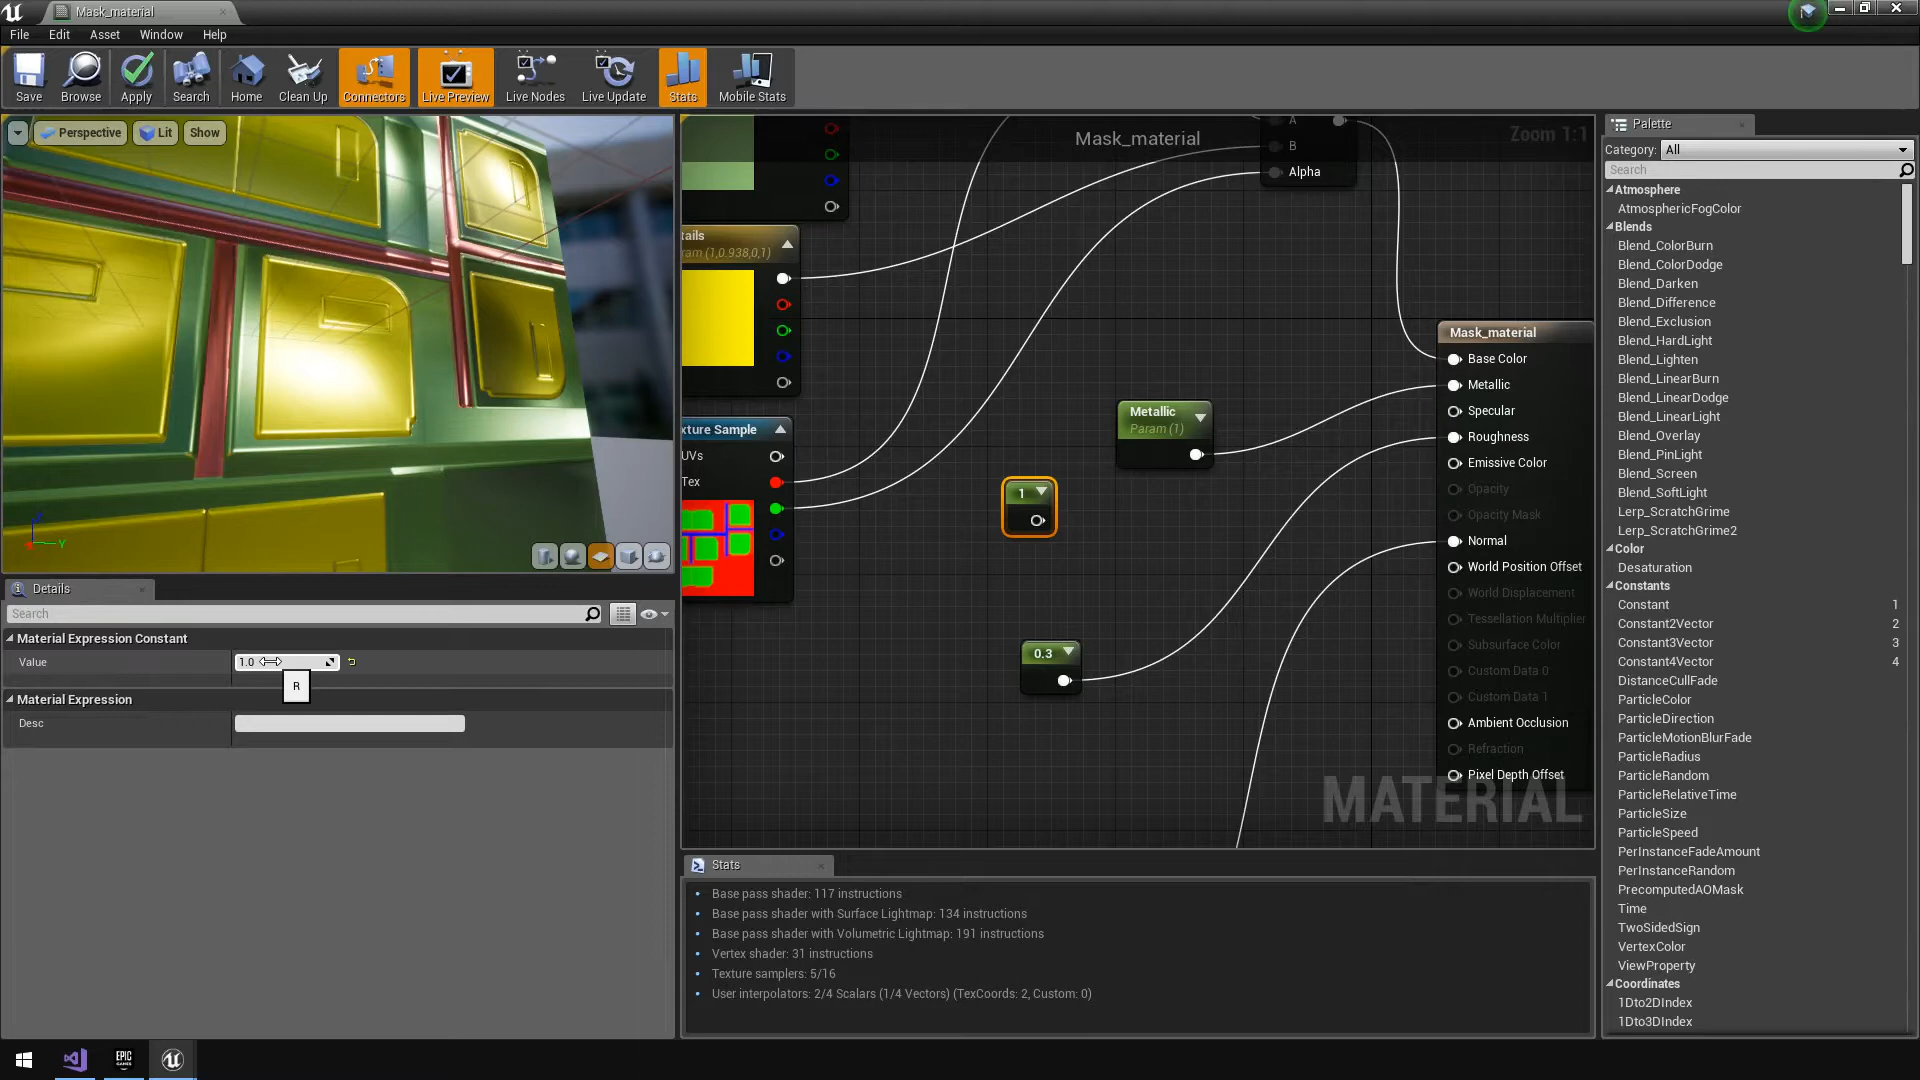 Mask_material
File Edit Asset Window Help
Save Browse Apply Search Home Clean Up Connectors Live Preview Live Nodes Live Update Stats Mobile Stats
Perspective Lit Show
Mask_material
Zoom 1:1
A
B
Alpha
tails
ram (1,0.938,0,1)
xture Sample
UVs
Tex
Metallic
Param (1)
1
0.3
Mask_material
Base Color
Metallic
Specular
Roughness
Emissive Color
Opacity
Opacity Mask
Normal
World Position Offset
World Displacement
Tessellation Multiplier
Subsurface Color
Custom Data 0
Custom Data 1
Ambient Occlusion
Refraction
Pixel Depth Offset
MATERIAL
Details
Search
Material Expression Constant
Value 1.0
R
Material Expression
Desc
Stats
Base pass shader: 117 instructions
Base pass shader with Surface Lightmap: 134 instructions
Base pass shader with Volumetric Lightmap: 191 instructions
Vertex shader: 31 instructions
Texture samplers: 5/16
User interpolators: 2/4 Scalars (1/4 Vectors) (TexCoords: 2, Custom: 0)
Palette
Category: All
Search
Atmosphere
AtmosphericFogColor
Blends
Blend_ColorBurn
Blend_ColorDodge
Blend_Darken
Blend_Difference
Blend_Exclusion
Blend_HardLight
Blend_Lighten
Blend_LinearBurn
Blend_LinearDodge
Blend_LinearLight
Blend_Overlay
Blend_PinLight
Blend_Screen
Blend_SoftLight
Lerp_ScratchGrime
Lerp_ScratchGrime2
Color
Desaturation
Constants
Constant 1
Constant2Vector 2
Constant3Vector 3
Constant4Vector 4
DistanceCullFade
ParticleColor
ParticleDirection
ParticleMotionBlurFade
ParticleRadius
ParticleRandom
ParticleRelativeTime
ParticleSize
ParticleSpeed
PerInstanceFadeAmount
PerInstanceRandom
PrecomputedAOMask
Time
TwoSidedSign
VertexColor
ViewProperty
Coordinates
1Dto2DIndex
1Dto3DIndex
Y
EPIC
GAMES